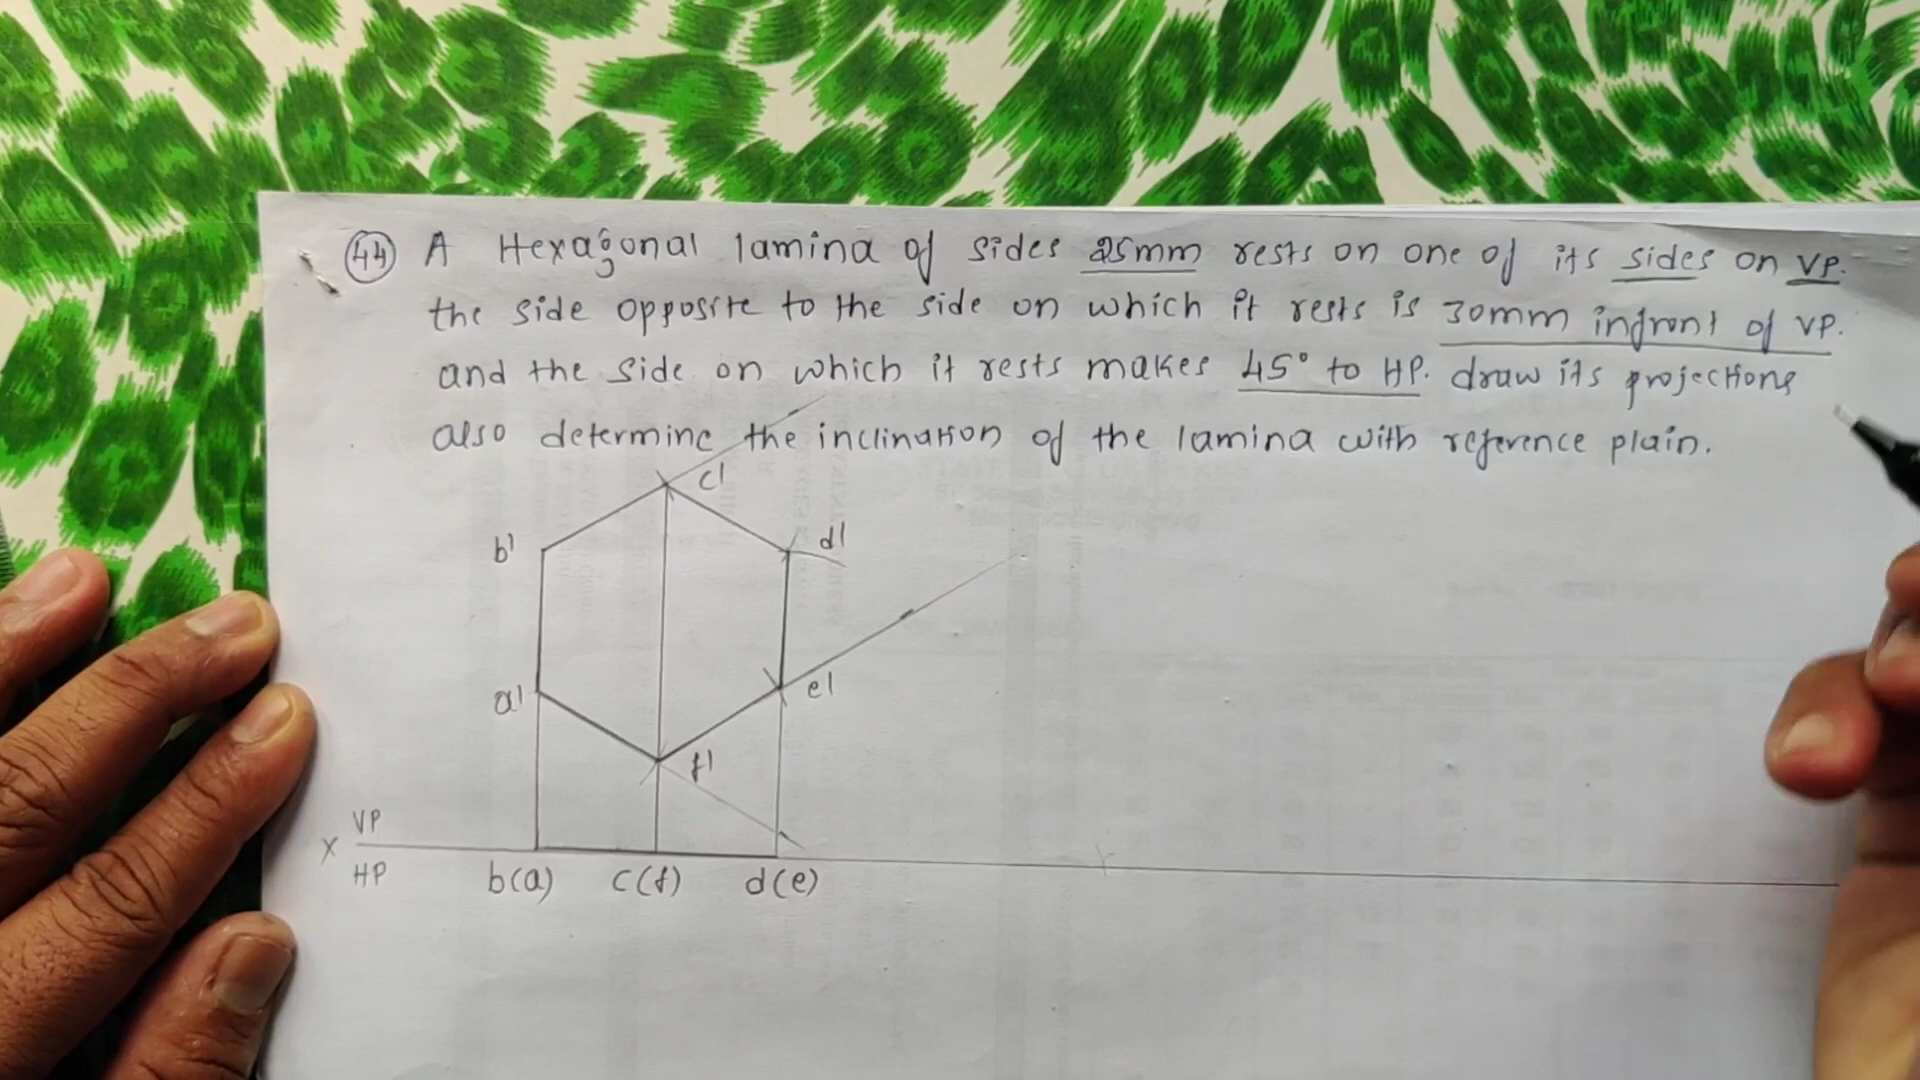 44 A Hexagonal lamina of sides 25mm rests on one of its sides on VP.
the side opposite to the side on which it rests is 30mm infront of VP.
and the side on which it rests makes 45° to HP. draw its projections
also determine the inclination of the lamina with reference plain.
c'
b' d'
a' e'
f'
VP
X
HP
b(a) c(f) d(e)